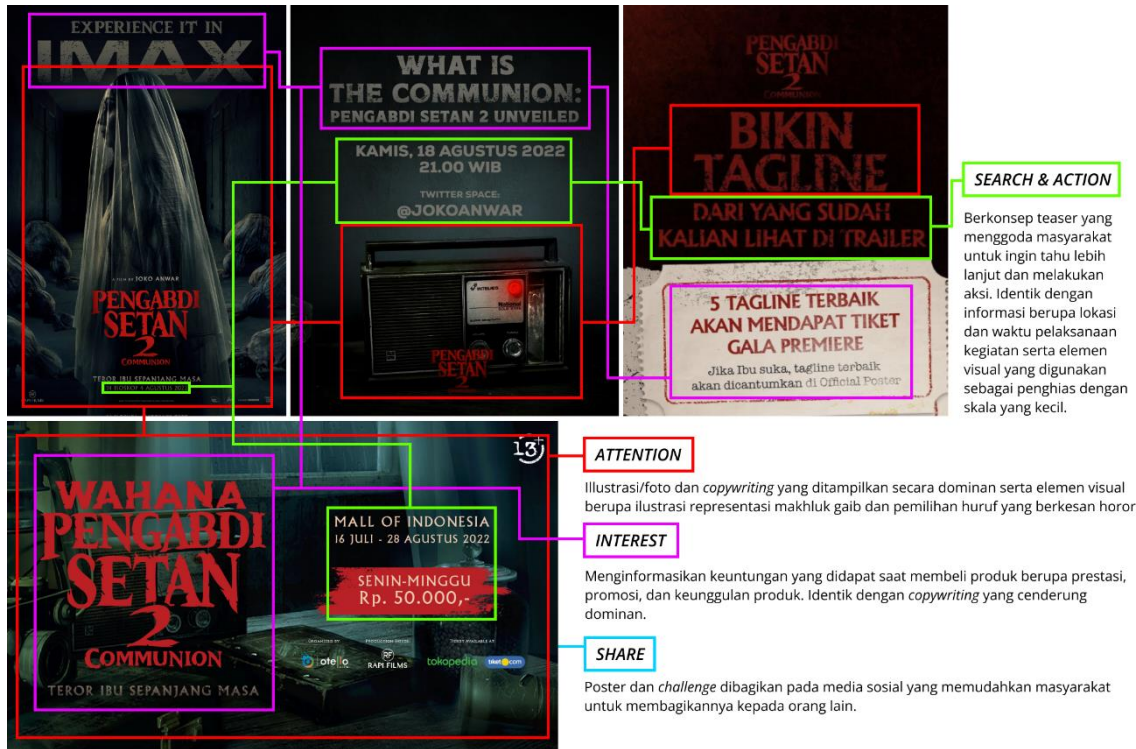 EXPERIENCE IT IN
IMAX
A FILM BY JOKO ANWAR
PENGABDI
SETAN
2
COMMUNION
TEROR IBU SEPANJANG MASA
WHAT IS
THE COMMUNION:
PENGABDI SETAN 2 UNVEILED
KAMIS, 18 AGUSTUS 2022
21.00 WIB
TWITTER SPACE:
@JOKOANWAR
PENGABDI
SETAN
2
PENGABDI
SETAN
2
COMMUNION
BIKIN
TAGLINE
DARI YANG SUDAH
KALIAN LIHAT DI TRAILER
5 TAGLINE TERBAIK
AKAN MENDAPAT TIKET
GALA PREMIERE
Jika Ibu suka, tagline terbaik
akan dicantumkan di Official Poster
SEARCH & ACTION
Berkonsep teaser yang
menggoda masyarakat
untuk ingin tahu lebih
lanjut dan melakukan
aksi. Identik dengan
informasi berupa lokasi
dan waktu pelaksanaan
kegiatan serta elemen
visual yang digunakan
sebagai penghias dengan
skala yang kecil.
13+
WAHANA
PENGABDI
SETAN
2
COMMUNION
TEROR IBU SEPANJANG MASA
MALL OF INDONESIA
16 JULI - 28 AGUSTUS 2022
SENIN-MINGGU
Rp. 50.000,-
otello
RAPI FILMS
tokopedia
tiket.com
ATTENTION
Illustrasi/foto dan copywriting yang ditampilkan secara dominan serta elemen visual
berupa ilustrasi representasi makhluk gaib dan pemilihan huruf yang berkesan horor
INTEREST
Menginformasikan keuntungan yang didapat saat membeli produk berupa prestasi,
promosi, dan keunggulan produk. Identik dengan copywriting yang cenderung
dominan.
SHARE
Poster dan challenge dibagikan pada media sosial yang memudahkan masyarakat
untuk membagikannya kepada orang lain.